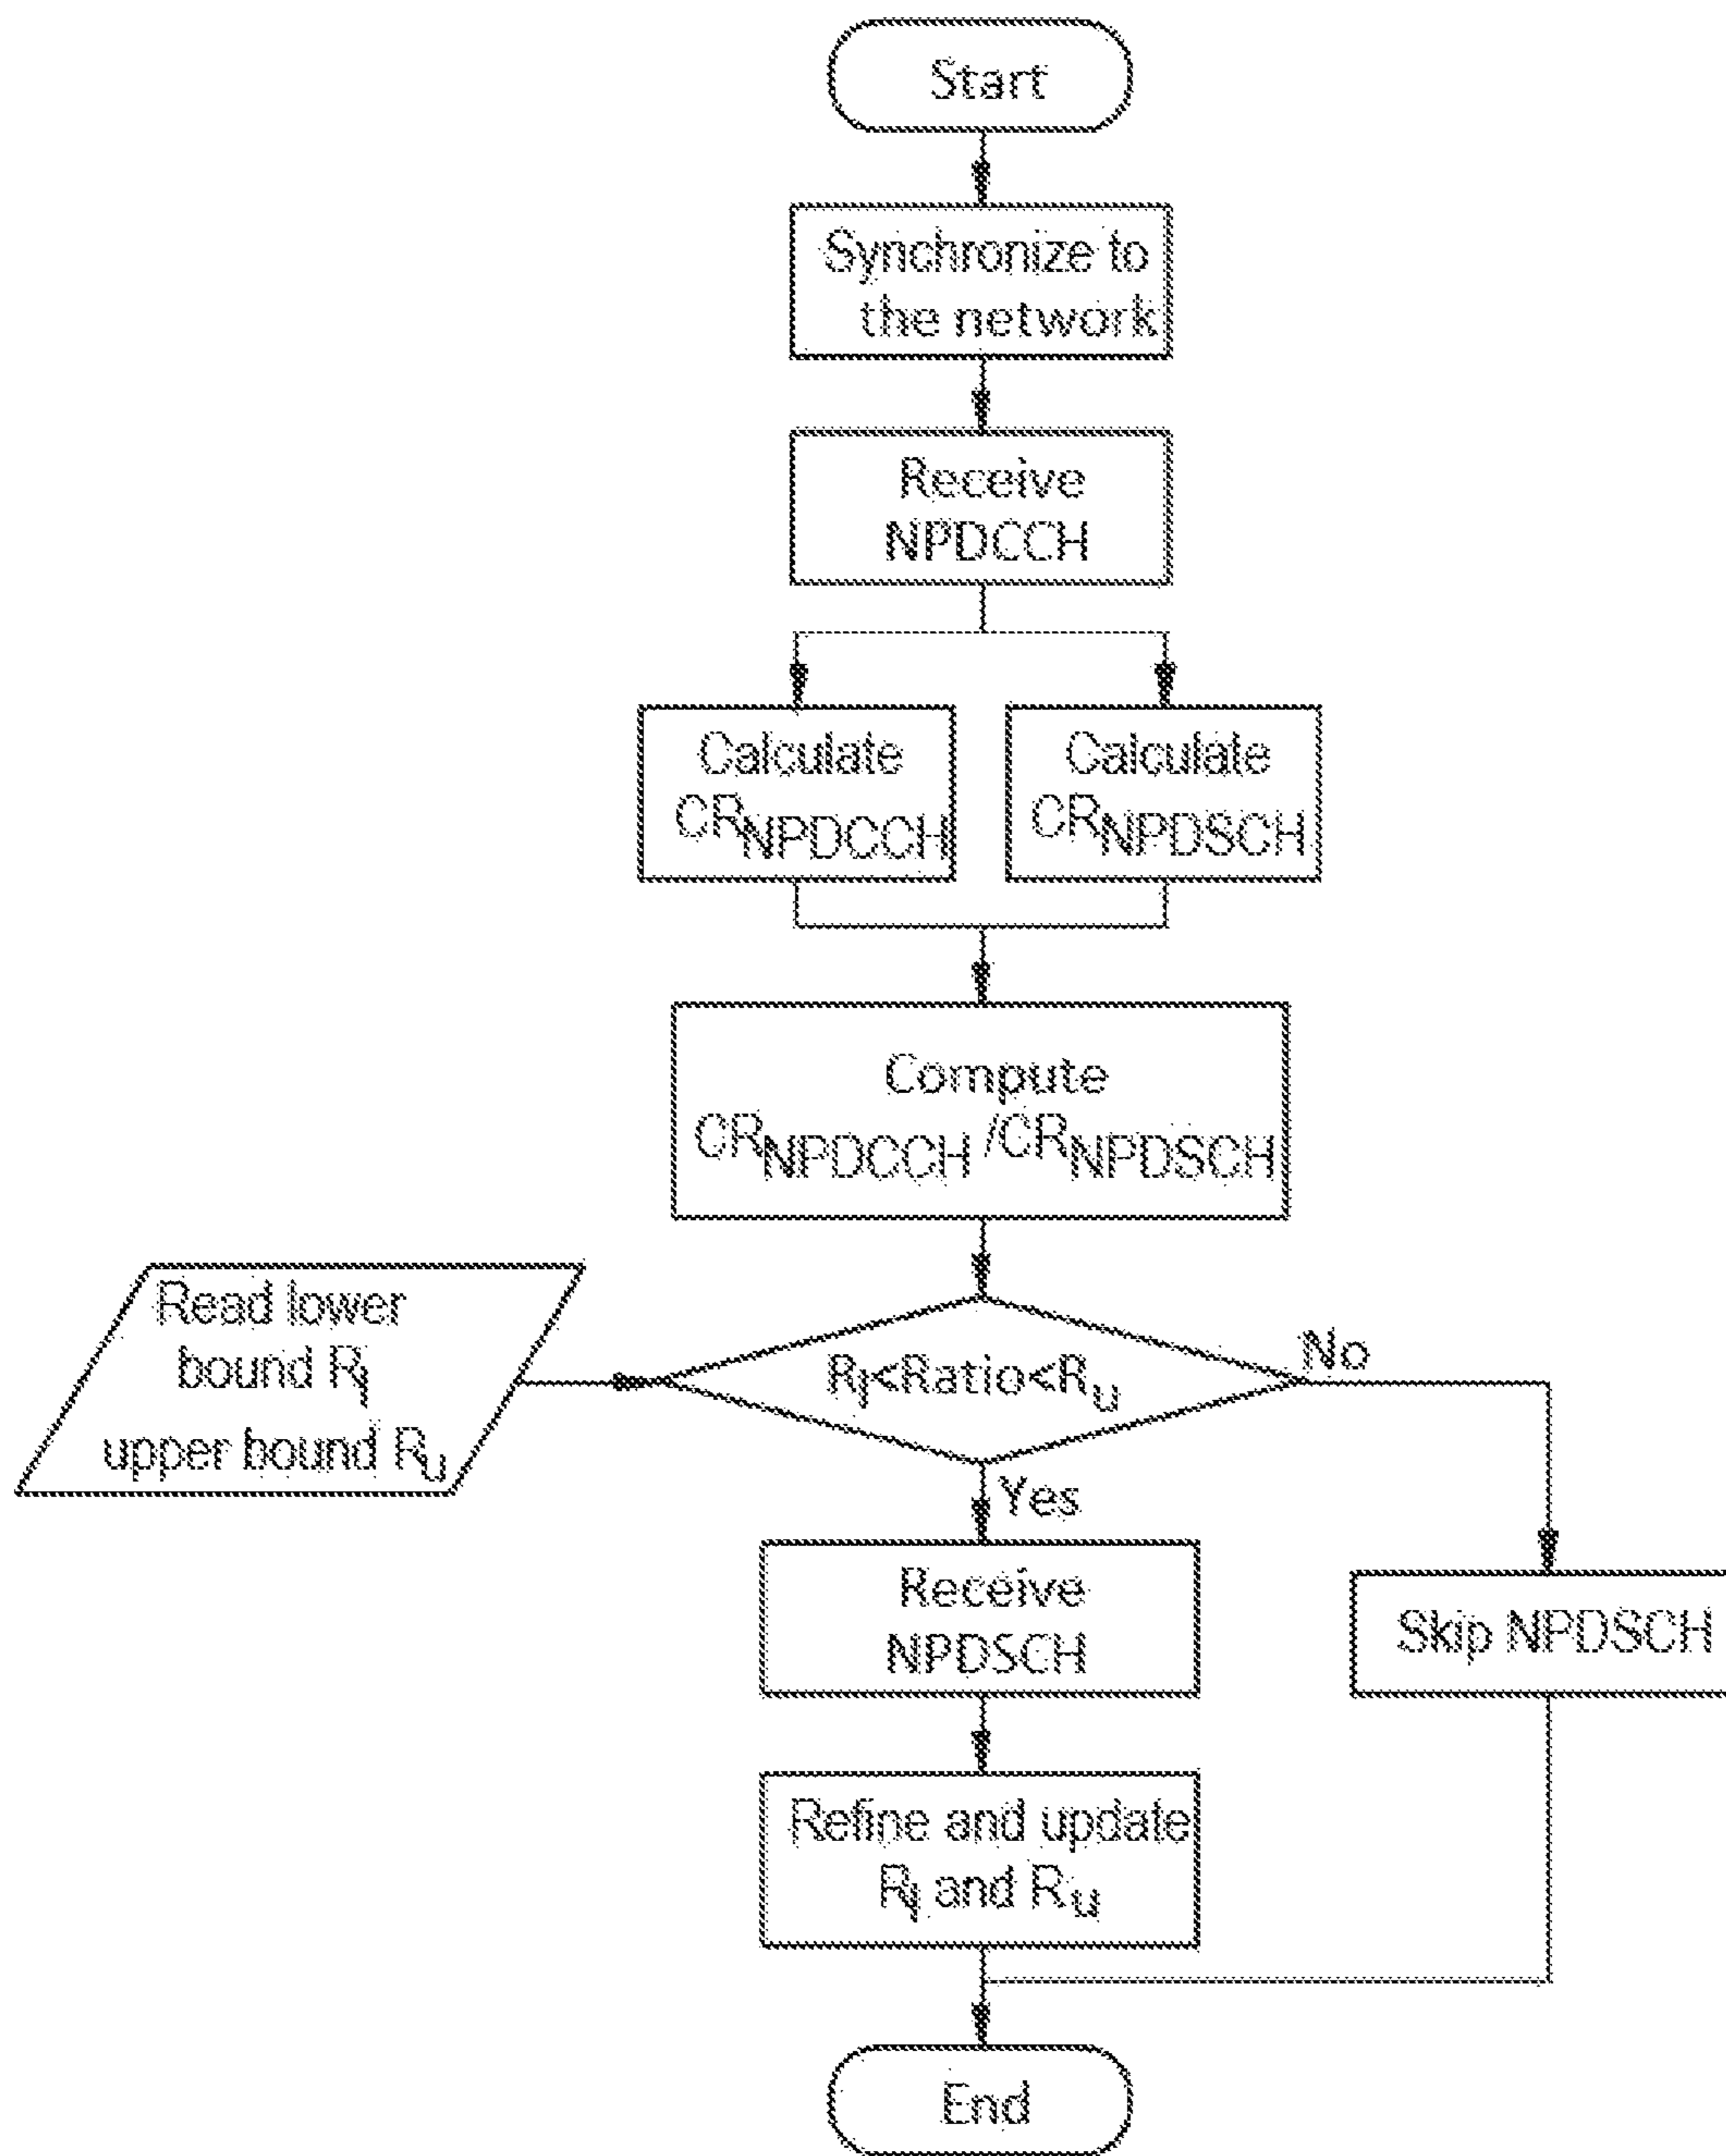 Start
Synchronize to
the network
Receive
NPDCCH
Calculate
CRNPDCCH
Calculate
CRNPDSCH
Compute
CRNPDCCH /CRNPDSCH
Read lower
bound Rl
upper bound Ru
Rl<Ratio<Ru
No
Yes
Receive
NPDSCH
Skip NPDSCH
Refine and update
Rl and Ru
End